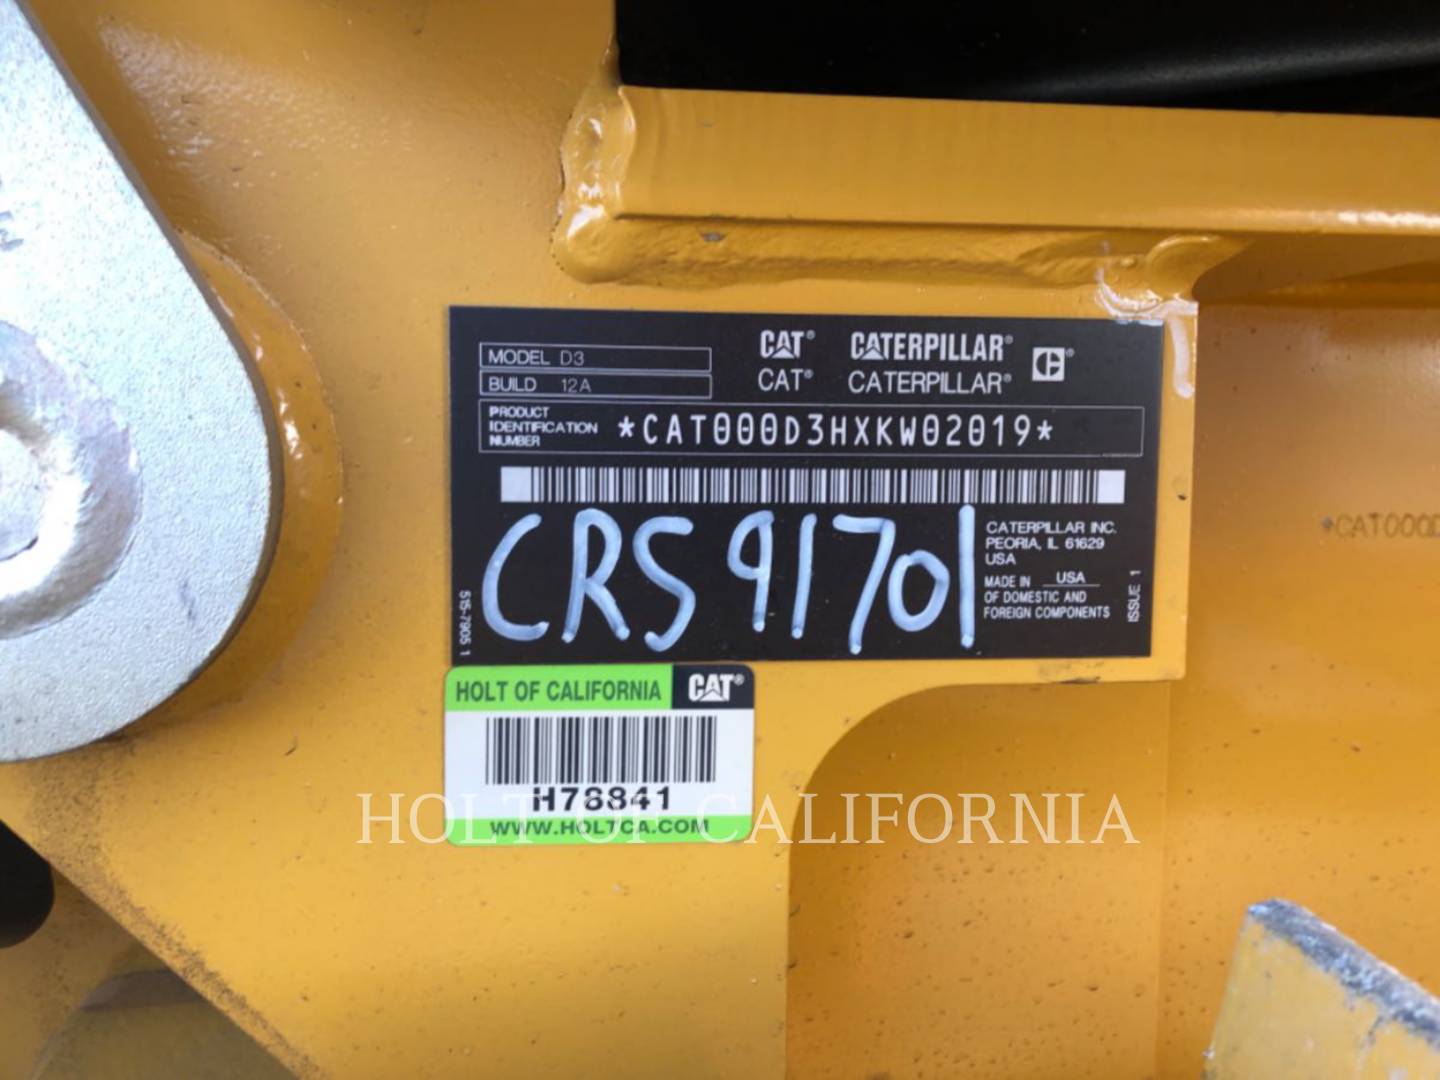 MODEL D3
BUILD 12A
CAT® CATERPILLAR®
CAT® CATERPILLAR® C®
PRODUCT IDENTIFICATION NUMBER *CAT000D3HXKW02019*
CRS91701
CATERPILLAR INC.
PEORIA, IL 61629
USA
MADE IN USA
OF DOMESTIC AND
FOREIGN COMPONENTS
ISSUE 1
515-7905 1
HOLT OF CALIFORNIA CAT®
H78841
WWW.HOLTCA.COM
HOLT OF CALIFORNIA
*CAT000D